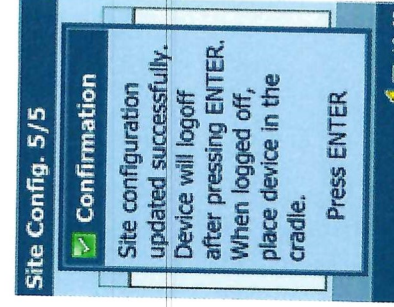 Site Config. 5/5
Confirmation
Site configuration
updated successfully.
Device will logoff
after pressing ENTER.
When logged off,
place device in the
cradle.
Press ENTER